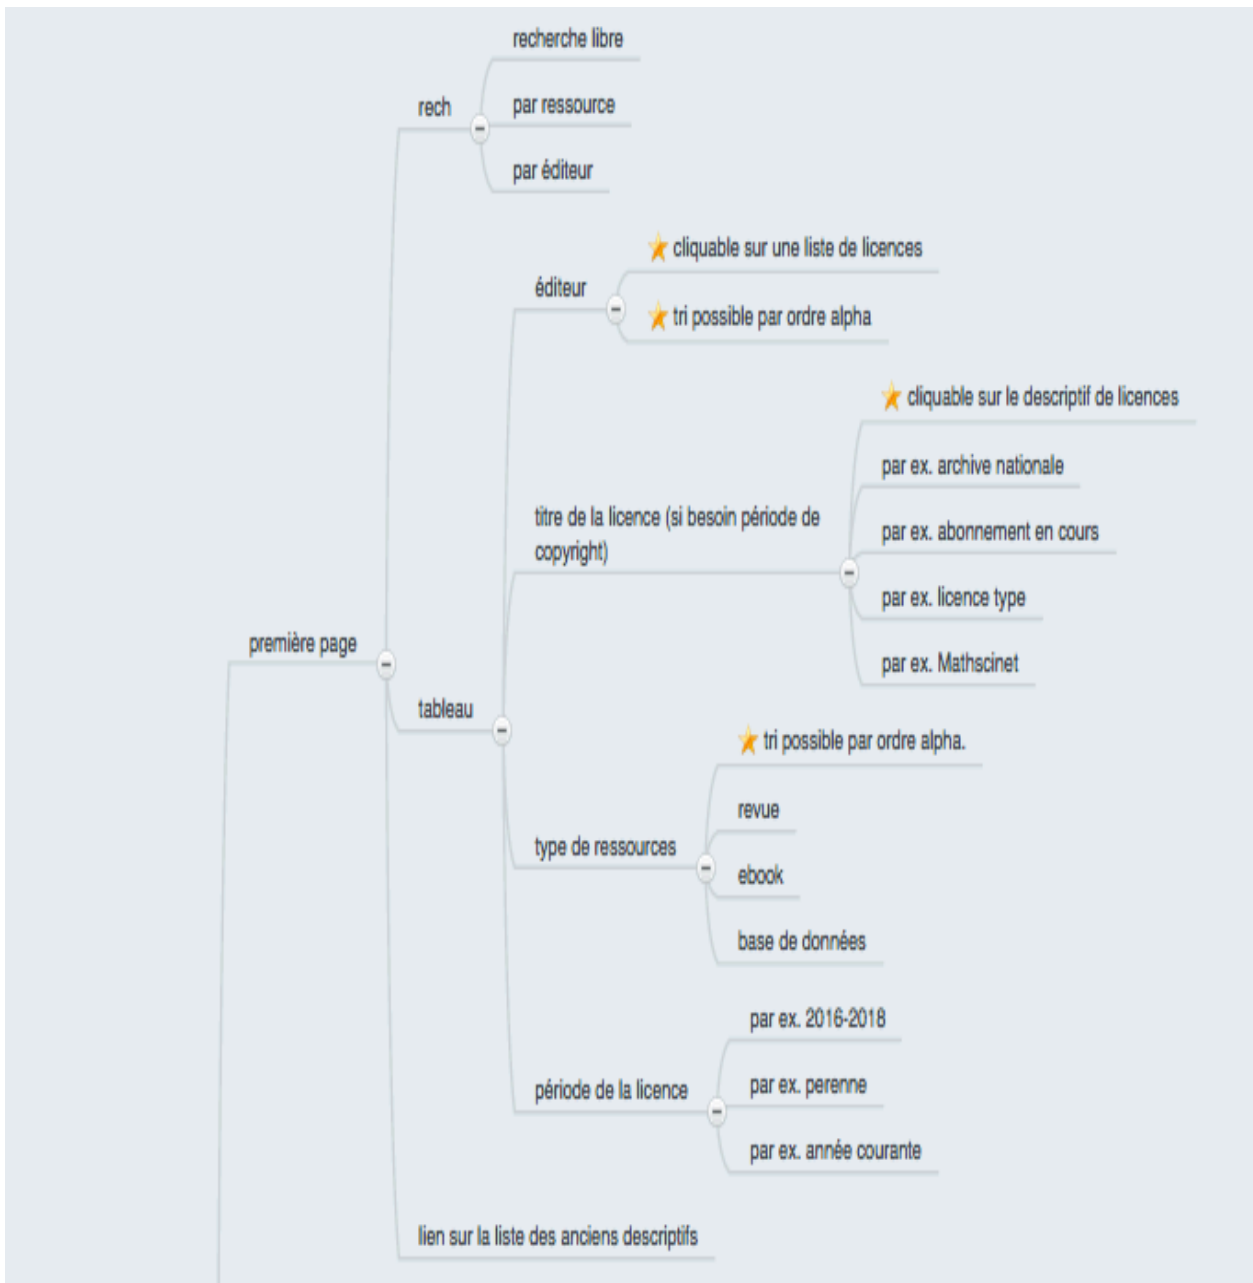 recherche libre
rech
par ressource
par éditeur
cliquable sur une liste de licences
éditeur
tri possible par ordre alpha
cliquable sur le descriptif de licences
par ex. archive nationale
titre de la licence (si besoin période de
copyright)
par ex. abonnement en cours
par ex. licence type
par ex. Mathscinet
première page
tableau
tri possible par ordre alpha.
revue
type de ressources
ebook
base de données
par ex. 2016-2018
période de la licence
par ex. perenne
par ex. année courante
lien sur la liste des anciens descriptifs